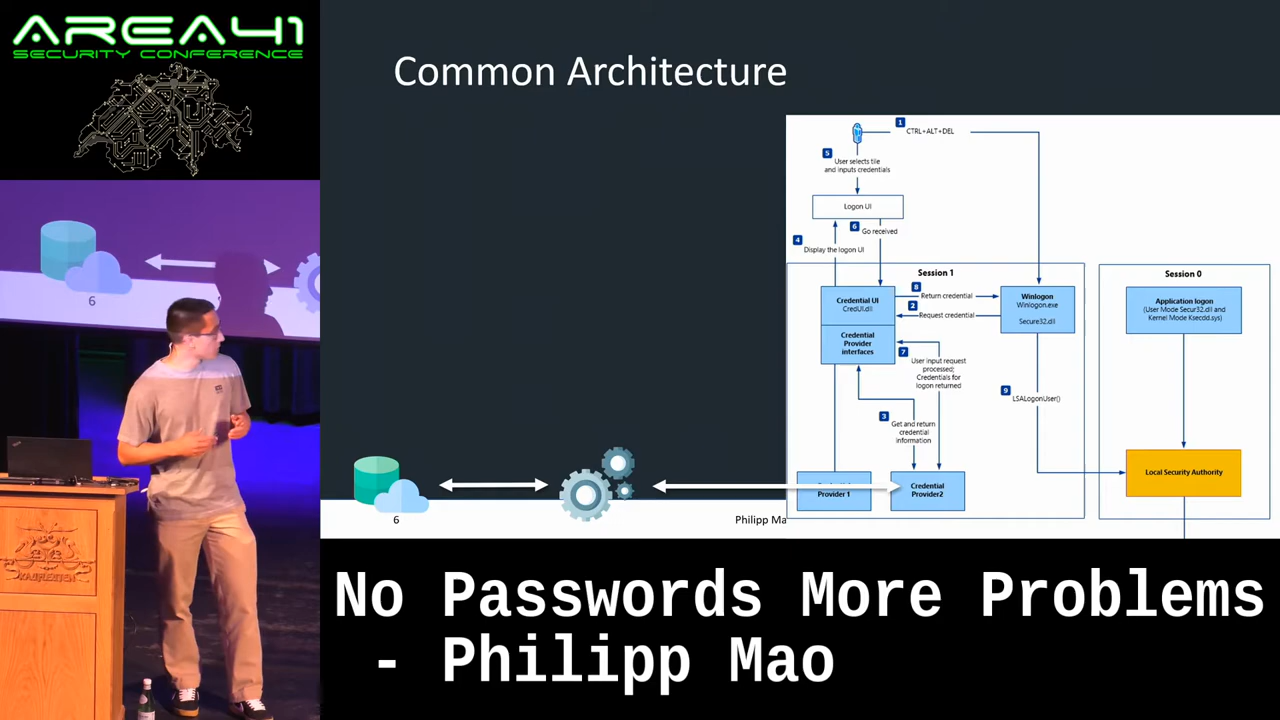 AREA41
SECURITY CONFERENCE
Common Architecture
1
CTRL+ALT+DEL
5
User selects tile
and inputs credentials
Logon UI
6
Go received
4
Display the logon UI
Session 1
Session 0
Credential UI
CredUI.dll
8
Return credential
2
Request credential
Winlogon
Winlogon.exe
Secure32.dll
Application logon
(User Mode Secur32.dll and
Kernel Mode Ksecdd.sys)
Credential
Provider
interfaces
7
User input request
processed;
Credentials for
logon returned
9
LSALogonUser()
3
Get and return
credential
information
Local Security Authority
Provider 1
Credential
Provider2
6
Philipp Ma
6
KAUFLEUTEN
No Passwords More Problems
- Philipp Mao